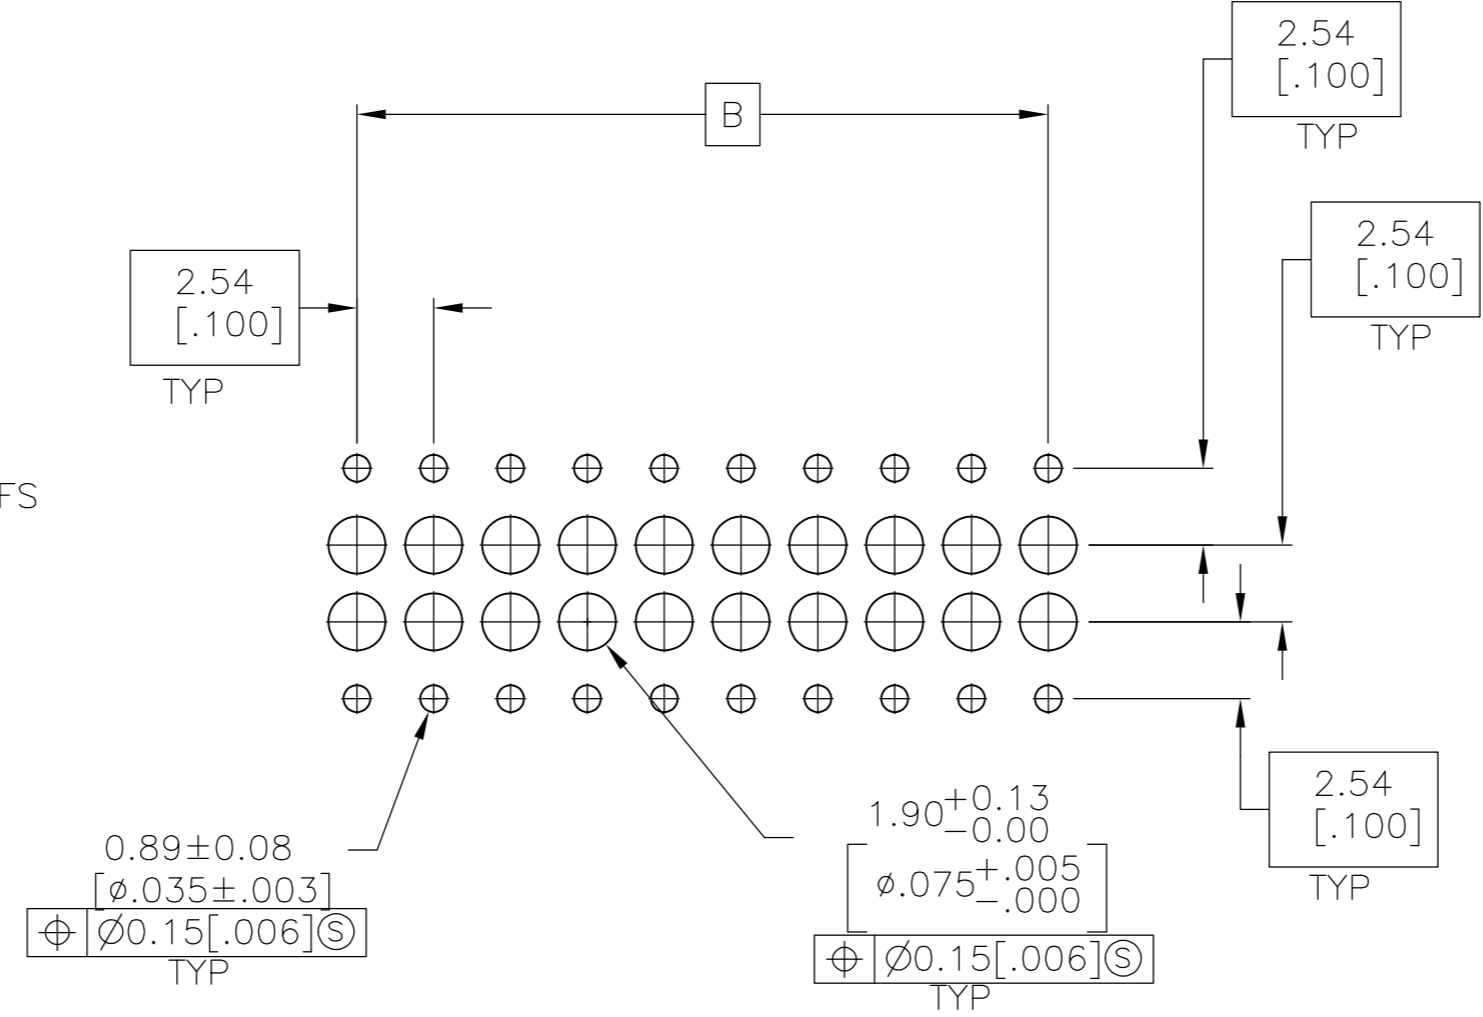 2.54
[.100]
TYP
B
2.54
[.100]
TYP
2.54
[.100]
TYP
FS
0.89±0.08
[ø.035±.003]
⌖ Ø0.15[.006]Ⓢ
TYP
1.90+0.13
-0.00
[ø.075+.005
-.000]
⌖ Ø0.15[.006]Ⓢ
TYP
2.54
[.100]
TYP